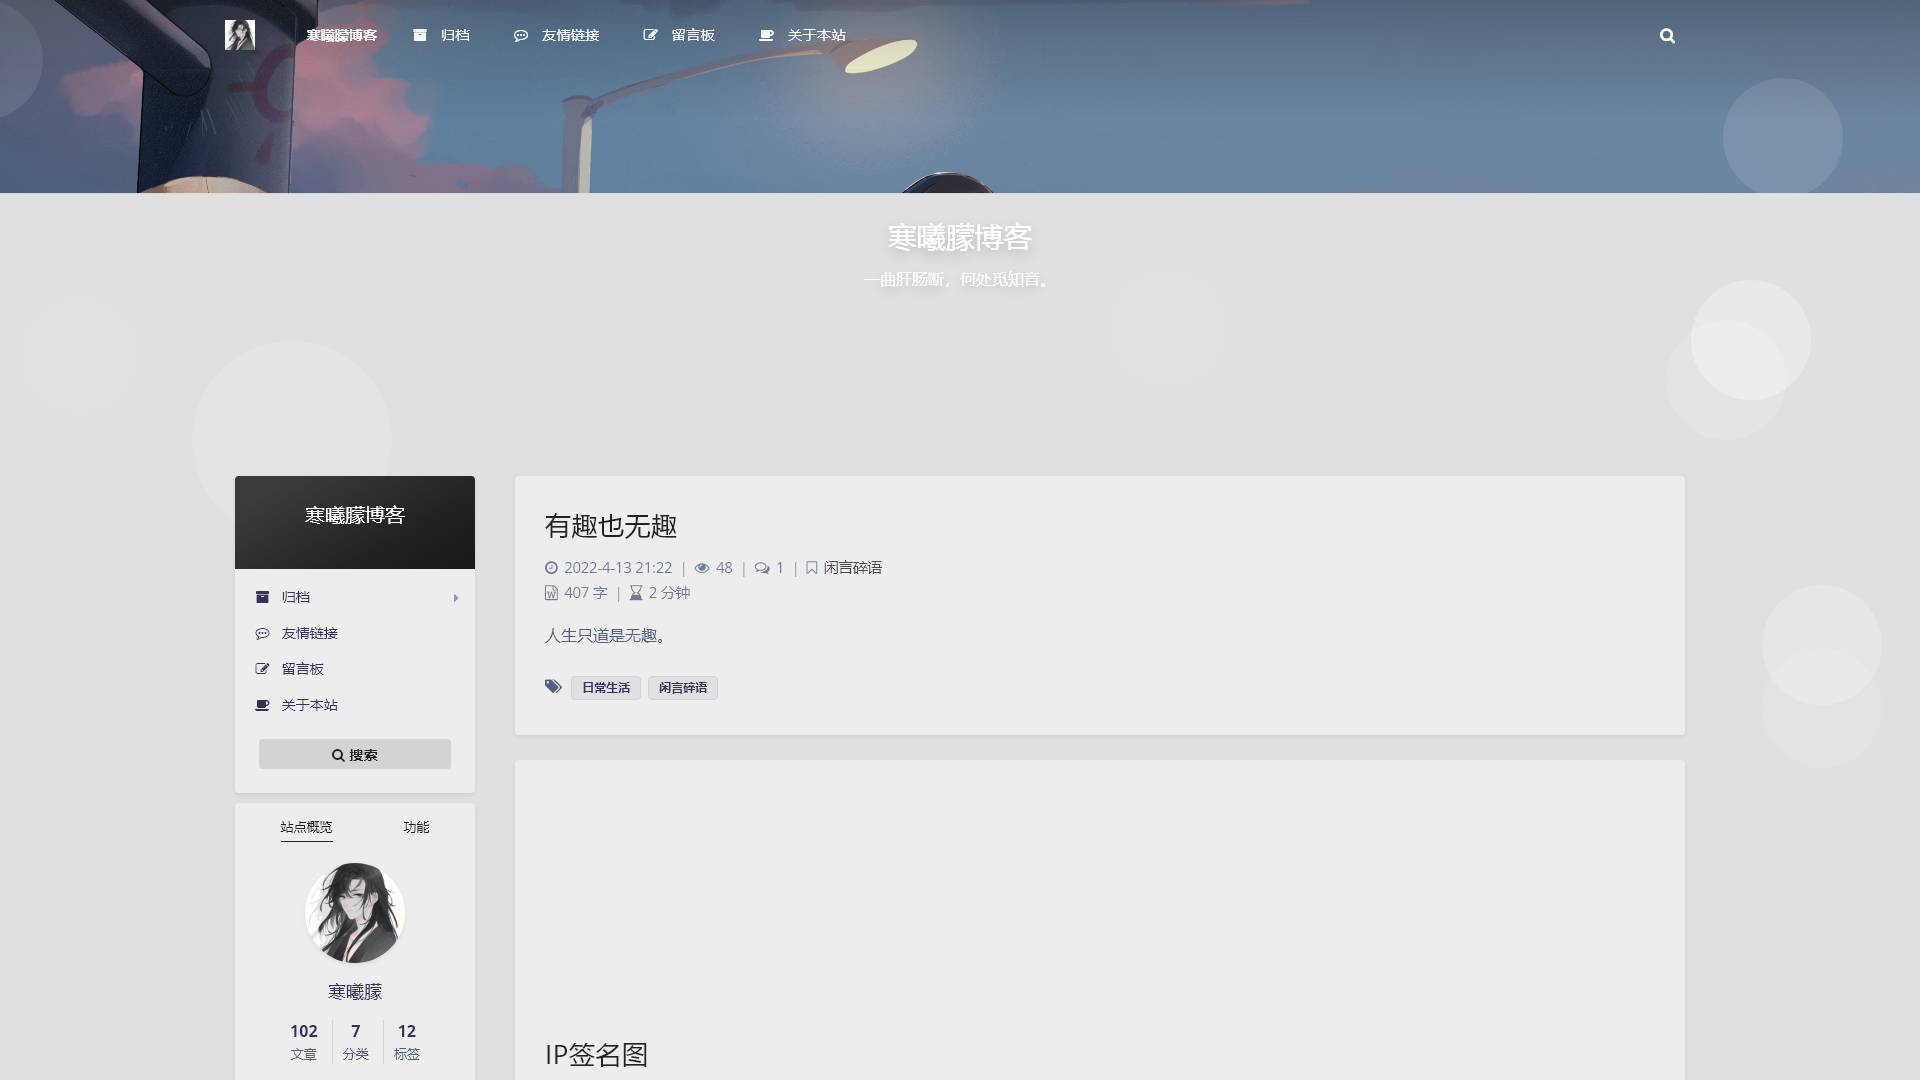 寒曦朦博客 归档 友情链接 留言板 关于本站
寒曦朦博客
一曲肝肠断，何处觅知音。
寒曦朦博客
归档
友情链接
留言板
关于本站
搜索
站点概览 功能
寒曦朦
102 7 12
文章 分类 标签
有趣也无趣
2022-4-13 21:22 | 48 | 1 | 闲言碎语
407 字 | 2 分钟
人生只道是无趣。
日常生活 闲言碎语
IP签名图